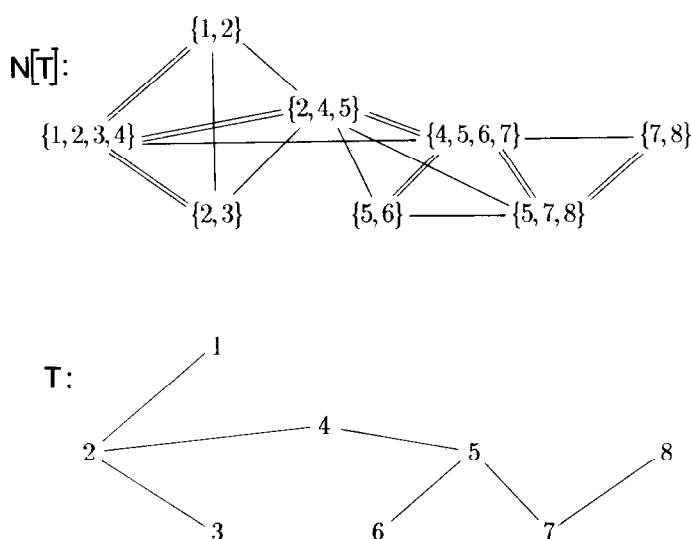 {1,2}
N[T]:
{2,4,5}
{1,2,3,4} {4,5,6,7} {7,8}
{2,3} {5,6} {5,7,8}
1
T:
4
2 5 8
3 6 7